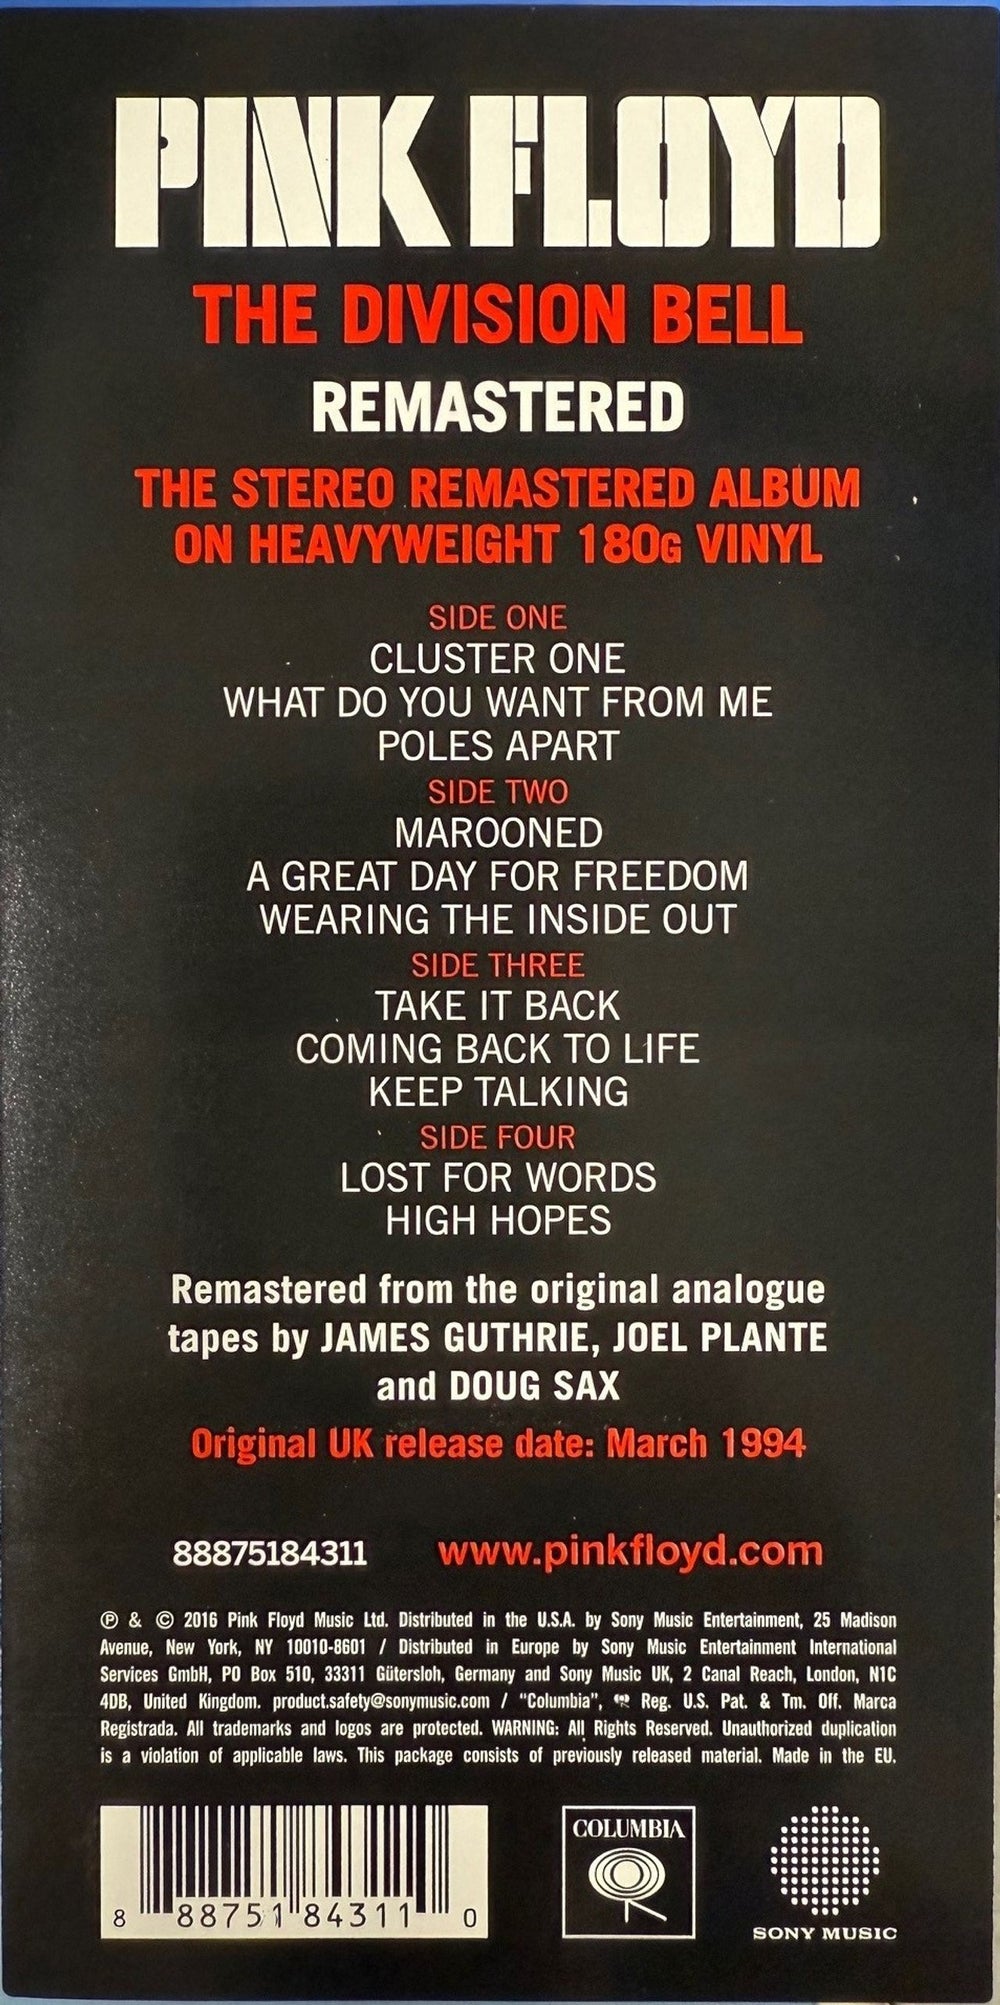 PINK FLOYD
THE DIVISION BELL
REMASTERED
THE STEREO REMASTERED ALBUM
ON HEAVYWEIGHT 180G VINYL
SIDE ONE
CLUSTER ONE
WHAT DO YOU WANT FROM ME
POLES APART
SIDE TWO
MAROONED
A GREAT DAY FOR FREEDOM
WEARING THE INSIDE OUT
SIDE THREE
TAKE IT BACK
COMING BACK TO LIFE
KEEP TALKING
SIDE FOUR
LOST FOR WORDS
HIGH HOPES
Remastered from the original analogue
tapes by JAMES GUTHRIE, JOEL PLANTE
and DOUG SAX
Original UK release date: March 1994
88875184311 www.pinkfloyd.com
℗ & © 2016 Pink Floyd Music Ltd. Distributed in the U.S.A. by Sony Music Entertainment, 25 Madison
Avenue, New York, NY 10010-8601 / Distributed in Europe by Sony Music Entertainment International
Services GmbH, PO Box 510, 33311 Gütersloh, Germany and Sony Music UK, 2 Canal Reach, London, N1C
4DB, United Kingdom. product.safety@sonymusic.com / "Columbia", Reg. U.S. Pat. & Tm. Off, Marca
Registrada. All trademarks and logos are protected. WARNING: All Rights Reserved. Unauthorized duplication
is a violation of applicable laws. This package consists of previously released material. Made in the EU.
8 88751 84311 0
COLUMBIA
SONY MUSIC